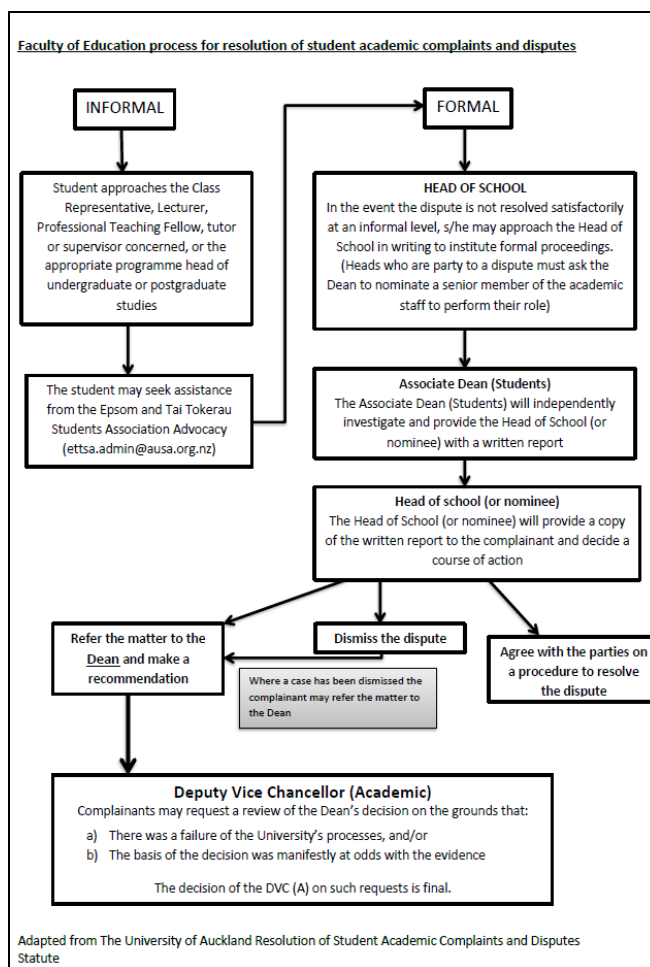 Faculty of Education process for resolution of student academic complaints and disputes
INFORMAL
FORMAL
Student approaches the Class
Representative, Lecturer,
Professional Teaching Fellow, tutor
or supervisor concerned, or the
appropriate programme head of
undergraduate or postgraduate
studies
The student may seek assistance
from the Epsom and Tai Tokerau
Students Association Advocacy
(ettsa.admin@ausa.org.nz)
HEAD OF SCHOOL
In the event the dispute is not resolved satisfactorily
at an informal level, s/he may approach the Head of
School in writing to institute formal proceedings.
(Heads who are party to a dispute must ask the
Dean to nominate a senior member of the academic
staff to perform their role)
Associate Dean (Students)
The Associate Dean (Students) will independently
investigate and provide the Head of School (or
nominee) with a written report
Head of school (or nominee)
The Head of School (or nominee) will provide a copy
of the written report to the complainant and decide a
course of action
Refer the matter to the
Dean and make a
recommendation
Dismiss the dispute
Where a case has been dismissed the
complainant may refer the matter to
the Dean
Agree with the parties on
a procedure to resolve
the dispute
Deputy Vice Chancellor (Academic)
Complainants may request a review of the Dean's decision on the grounds that:
a) There was a failure of the University's processes, and/or
b) The basis of the decision was manifestly at odds with the evidence
The decision of the DVC (A) on such requests is final.
Adapted from The University of Auckland Resolution of Student Academic Complaints and Disputes
Statute